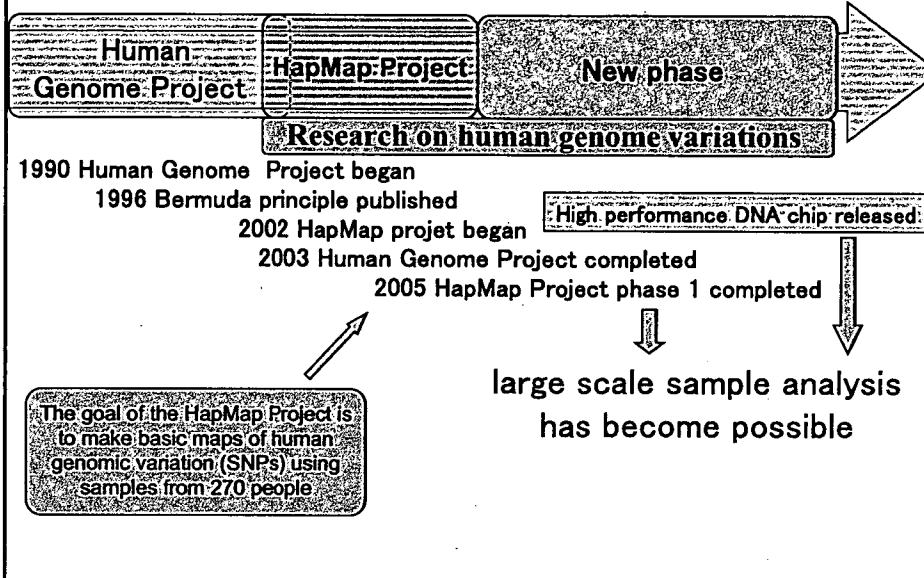 Human
Genome Project
HapMap Project
New phase
Research on human genome variations
1990 Human Genome Project began
1996 Bermuda principle published
2002 HapMap projet began
High performance DNA chip released
2003 Human Genome Project completed
2005 HapMap Project phase 1 completed
large scale sample analysis
has become possible
The goal of the HapMap Project is
to make basic maps of human
genomic variation (SNPs) using
samples from 270 people